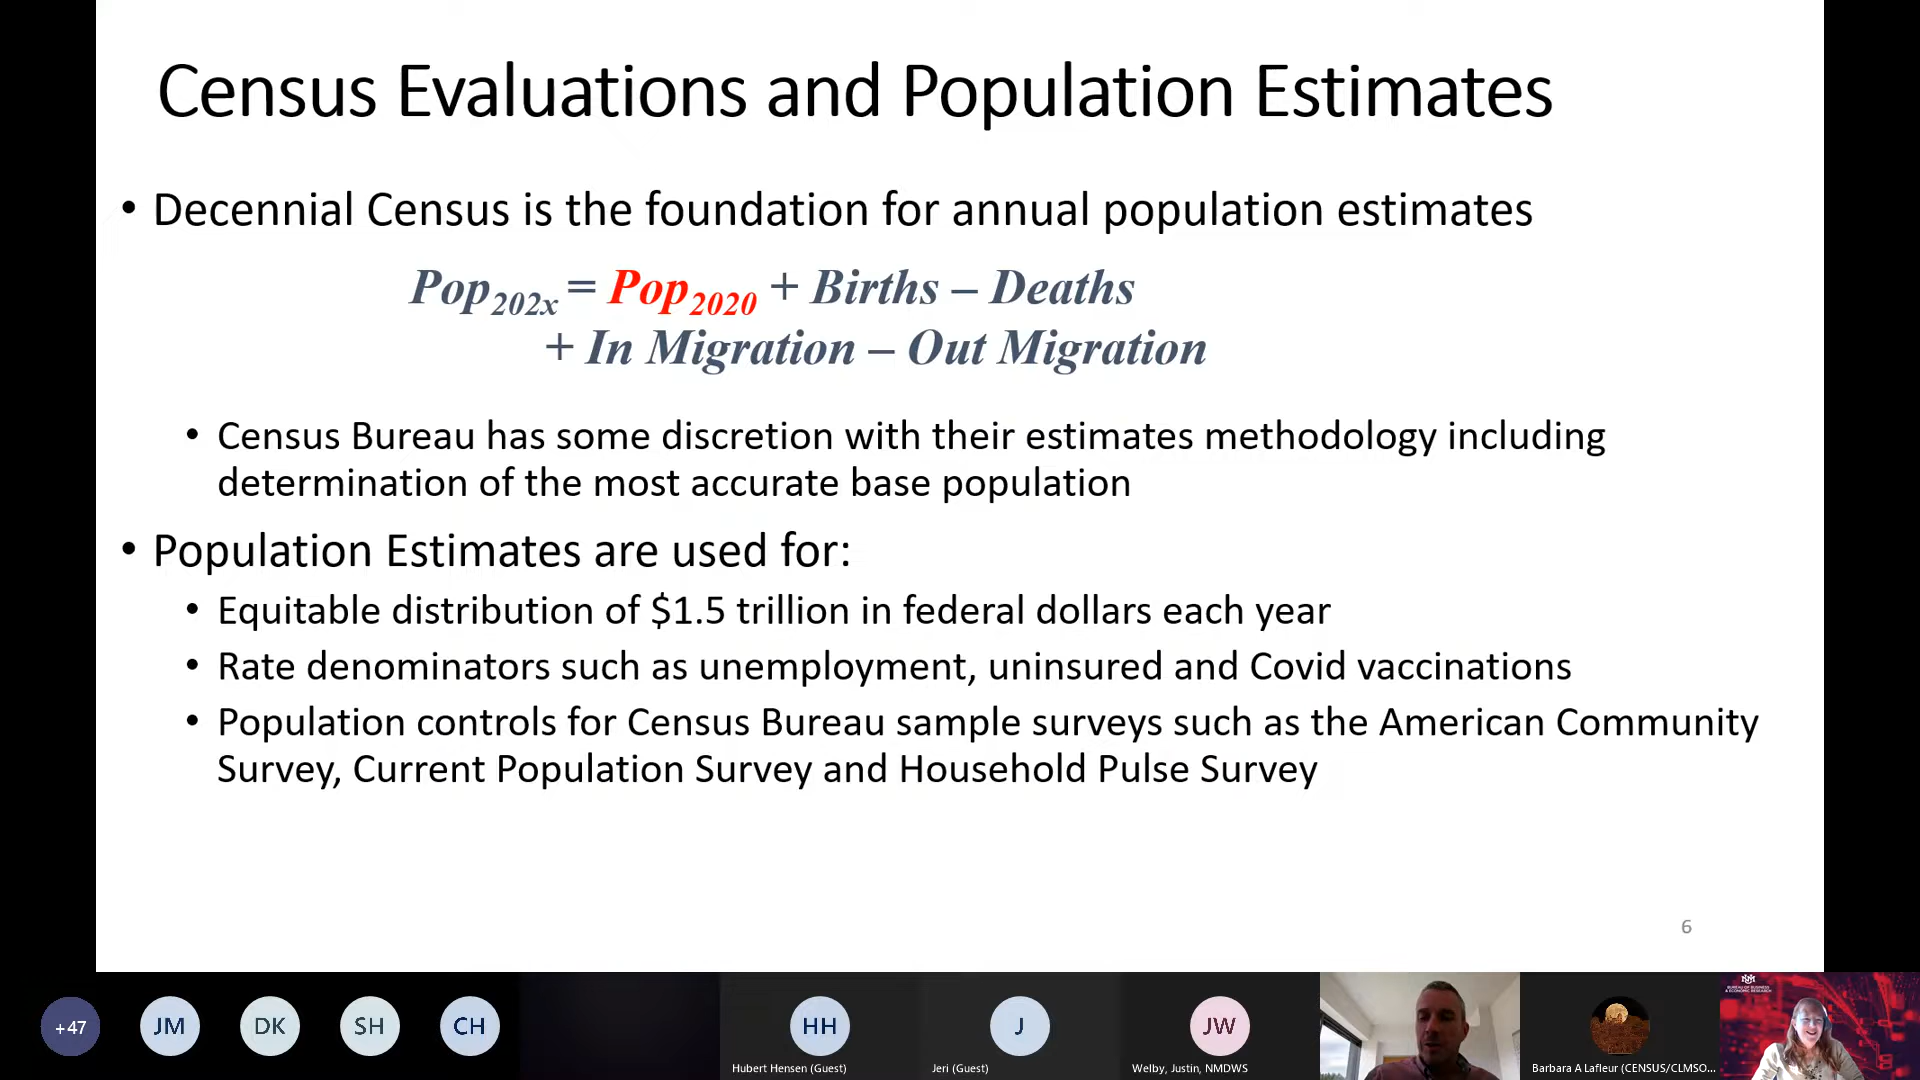 Census Evaluations and Population Estimates
• Decennial Census is the foundation for annual population estimates
Pop202x = Pop2020 + Births – Deaths
+ In Migration – Out Migration
• Census Bureau has some discretion with their estimates methodology including
determination of the most accurate base population
• Population Estimates are used for:
• Equitable distribution of $1.5 trillion in federal dollars each year
• Rate denominators such as unemployment, uninsured and Covid vaccinations
• Population controls for Census Bureau sample surveys such as the American Community
Survey, Current Population Survey and Household Pulse Survey
6
+47
JM
DK
SH
CH
HH
J
JW
Hubert Hensen (Guest)
Jeri (Guest)
Welby, Justin, NMDWS
Barbara A Lafleur (CENSUS/CLMSO...
BUREAU OF BUSINESS
& ECONOMIC RESEARCH